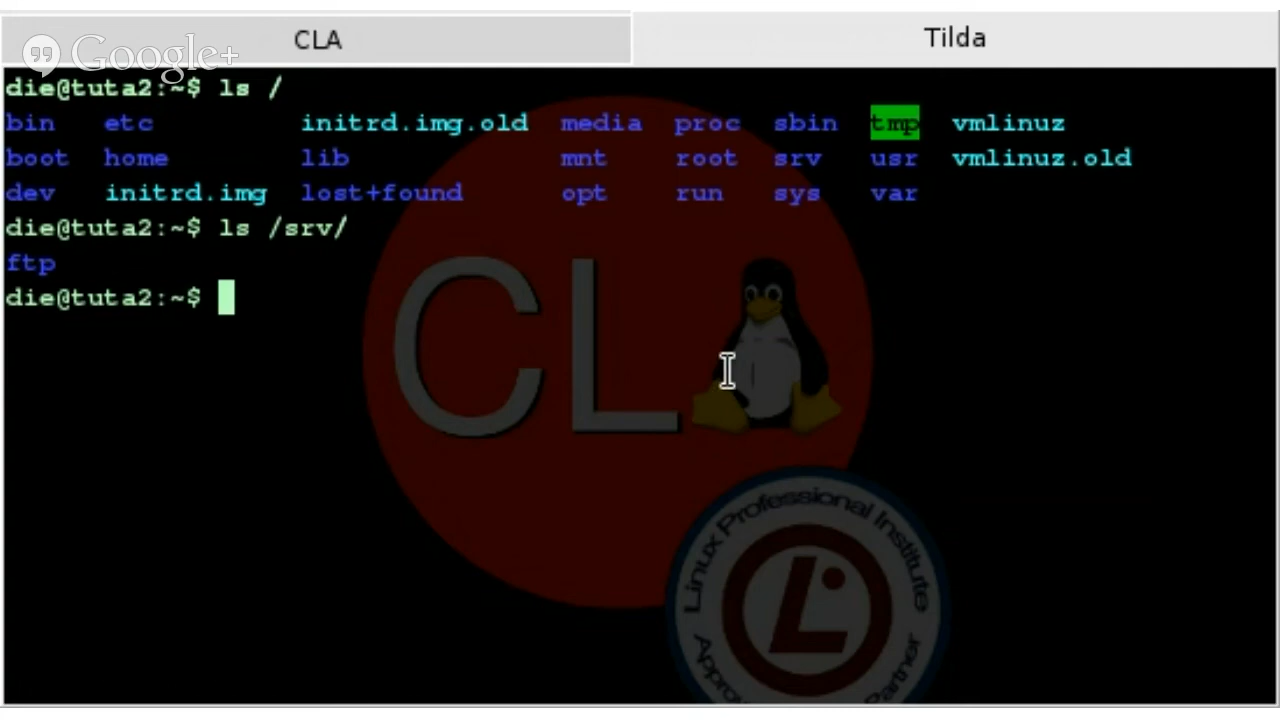 CLA Tilda
Google+
die@tuta2:~$ ls /
bin etc initrd.img.old media proc sbin tmp vmlinuz
boot home lib mnt root srv usr vmlinuz.old
dev initrd.img lost+found opt run sys var
die@tuta2:~$ ls /srv/
ftp
die@tuta2:~$
CL
Linux Professional Institute
L
Partner